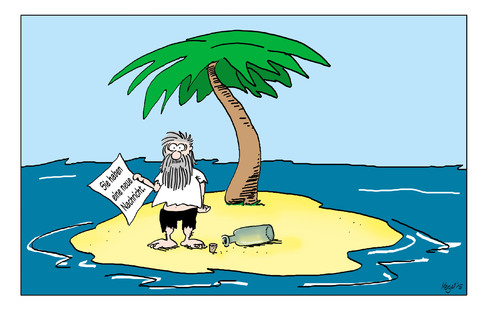 Sie haben
eine neue
Nachricht.